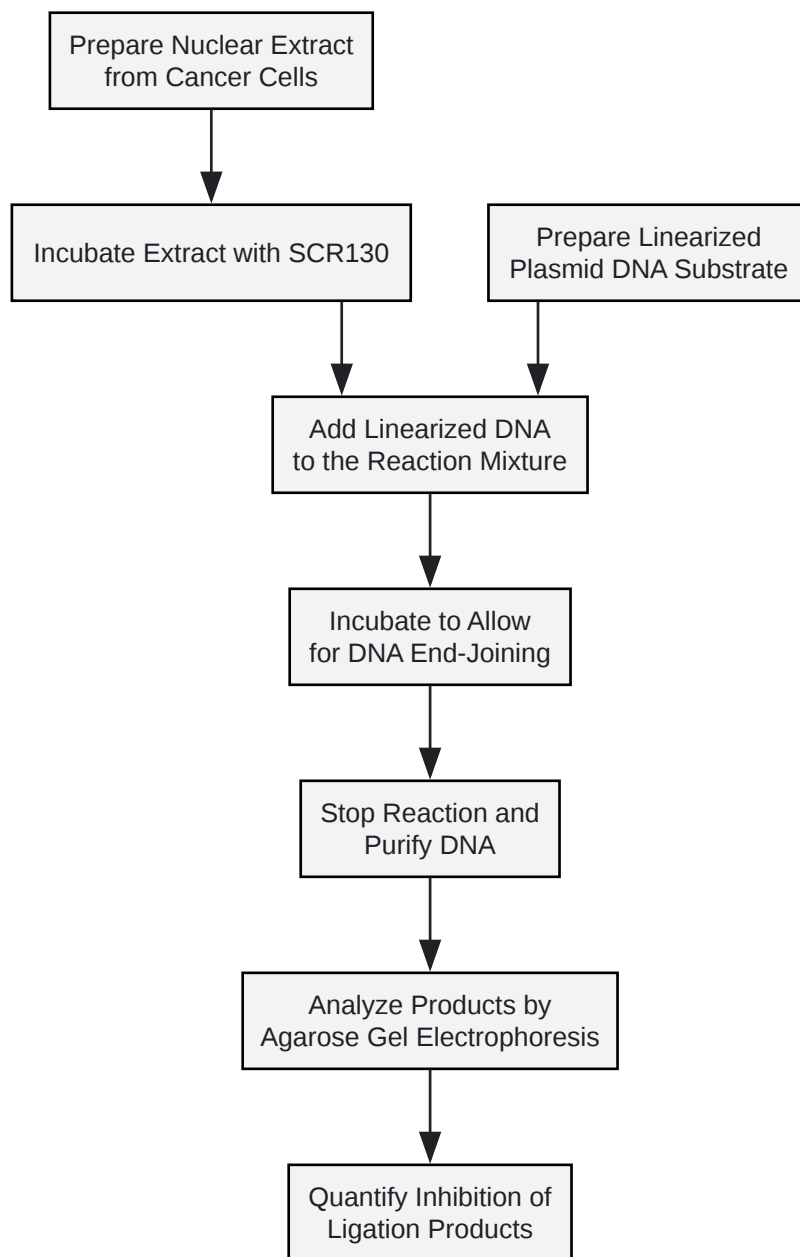 Prepare Nuclear Extract
from Cancer Cells
Incubate Extract with SCR130
Prepare Linearized
Plasmid DNA Substrate
Add Linearized DNA
to the Reaction Mixture
Incubate to Allow
for DNA End-Joining
Stop Reaction and
Purify DNA
Analyze Products by
Agarose Gel Electrophoresis
Quantify Inhibition of
Ligation Products